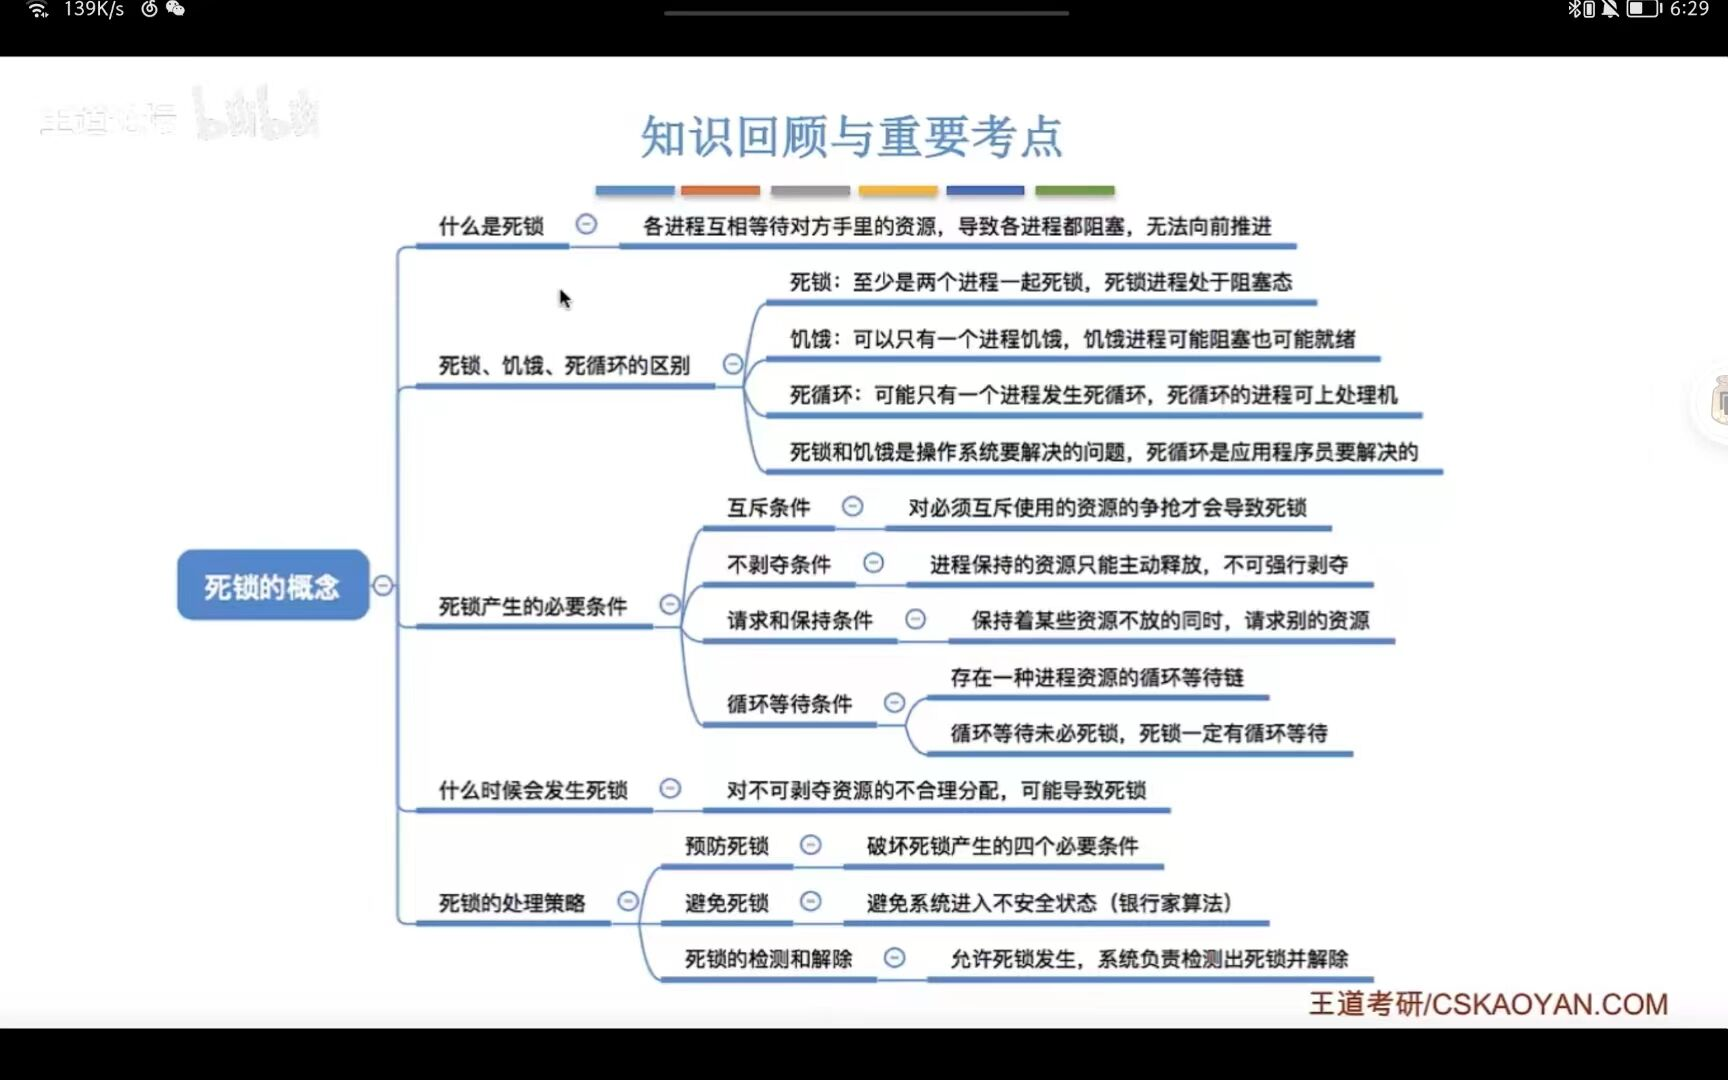 139K/s
6:29
知识回顾与重要考点
什么是死锁
各进程互相等待对方手里的资源，导致各进程都阻塞，无法向前推进
死锁：至少是两个进程一起死锁，死锁进程处于阻塞态
饥饿：可以只有一个进程饥饿，饥饿进程可能阻塞也可能就绪
死锁、饥饿、死循环的区别
死循环：可能只有一个进程发生死循环，死循环的进程可上处理机
死锁和饥饿是操作系统要解决的问题，死循环是应用程序员要解决的
互斥条件
对必须互斥使用的资源的争抢才会导致死锁
不剥夺条件
进程保持的资源只能主动释放，不可强行剥夺
死锁的概念
死锁产生的必要条件
请求和保持条件
保持着某些资源不放的同时，请求别的资源
循环等待条件
存在一种进程资源的循环等待链
循环等待未必死锁，死锁一定有循环等待
什么时候会发生死锁
对不可剥夺资源的不合理分配，可能导致死锁
预防死锁
破坏死锁产生的四个必要条件
死锁的处理策略
避免死锁
避免系统进入不安全状态（银行家算法）
死锁的检测和解除
允许死锁发生，系统负责检测出死锁并解除
王道考研/CSKAOYAN.COM